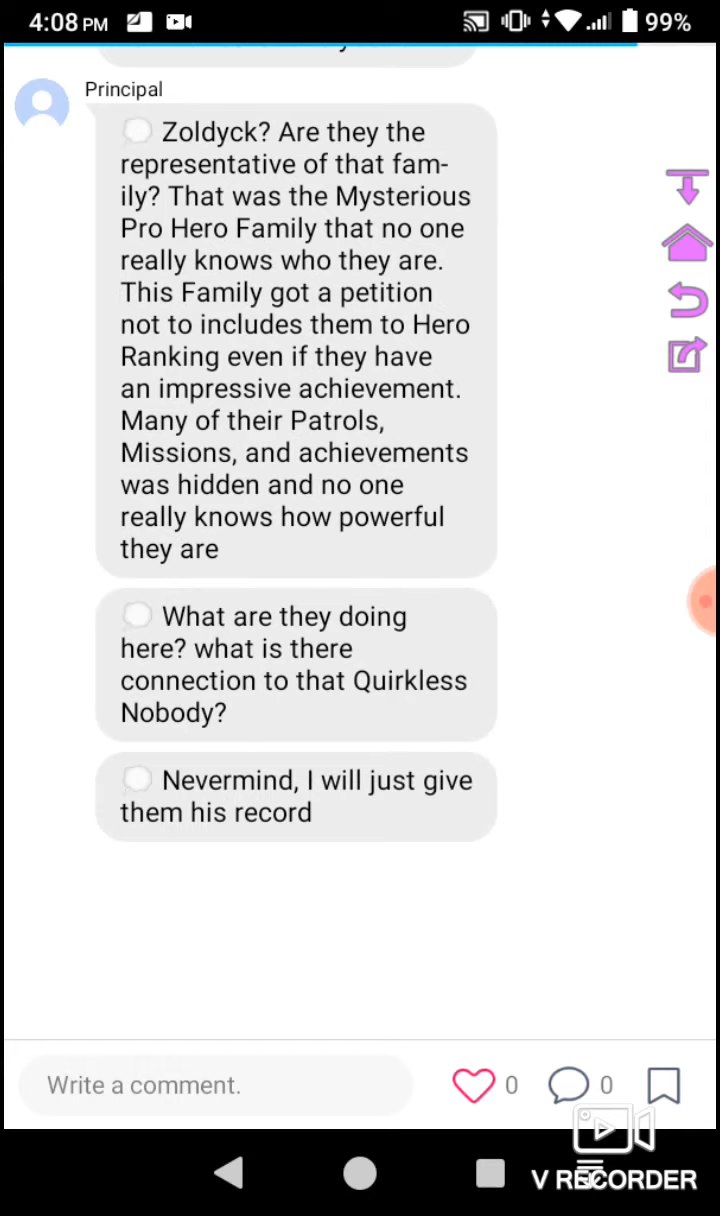 4:08 PM
99%
Principal
Zoldyck? Are they the
representative of that fam-
ily? That was the Mysterious
Pro Hero Family that no one
really knows who they are.
This Family got a petition
not to includes them to Hero
Ranking even if they have
an impressive achievement.
Many of their Patrols,
Missions, and achievements
was hidden and no one
really knows how powerful
they are
What are they doing
here? what is there
connection to that Quirkless
Nobody?
Nevermind, I will just give
them his record
Write a comment.
0
0
V RECORDER